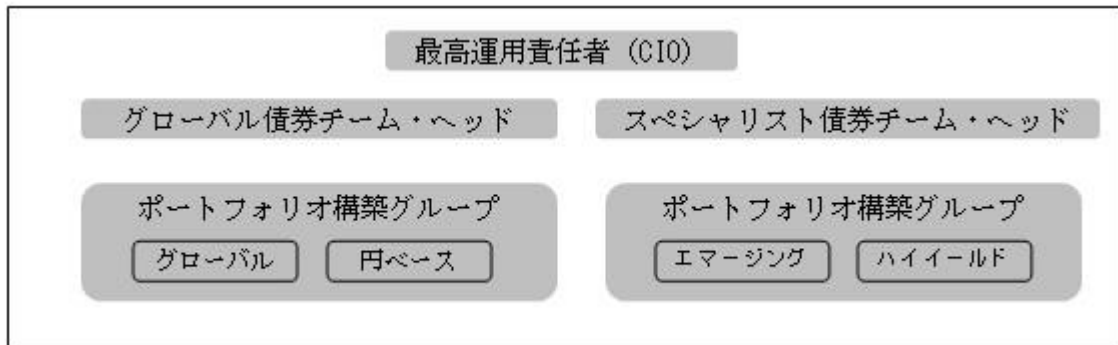 最高運用責任者 (CIO)
グローバル債券チーム・ヘッド
スペシャリスト債券チーム・ヘッド
ポートフォリオ構築グループ
グローバル
円ベース
ポートフォリオ構築グループ
エマージング
ハイイールド